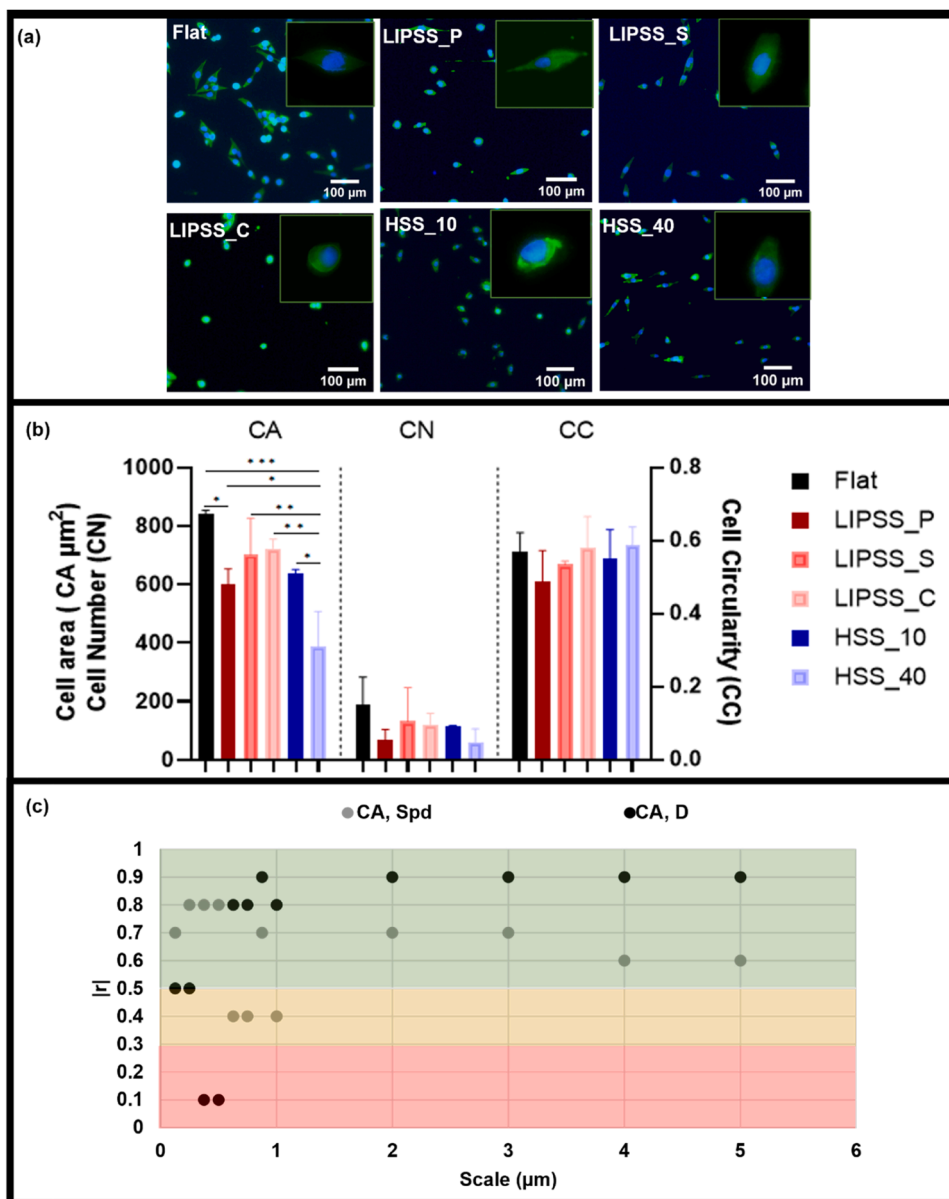 (a)
Flat
LIPSS_P
LIPSS_S
100 µm
100 µm
100 µm
LIPSS_C
HSS_10
HSS_40
100 µm
100 µm
100 µm
(b)
CA
CN
CC
Cell area ( CA µm²)
Cell Number (CN)
1000
800
600
400
200
0
***
*
*
**
**
*
0.8
0.6
0.4
0.2
0.0
Cell Circularity (CC)
Flat
LIPSS_P
LIPSS_S
LIPSS_C
HSS_10
HSS_40
(c)
CA, Spd
CA, D
|r|
1
0.9
0.8
0.7
0.6
0.5
0.4
0.3
0.2
0.1
0
0
1
2
3
4
5
6
Scale (µm)